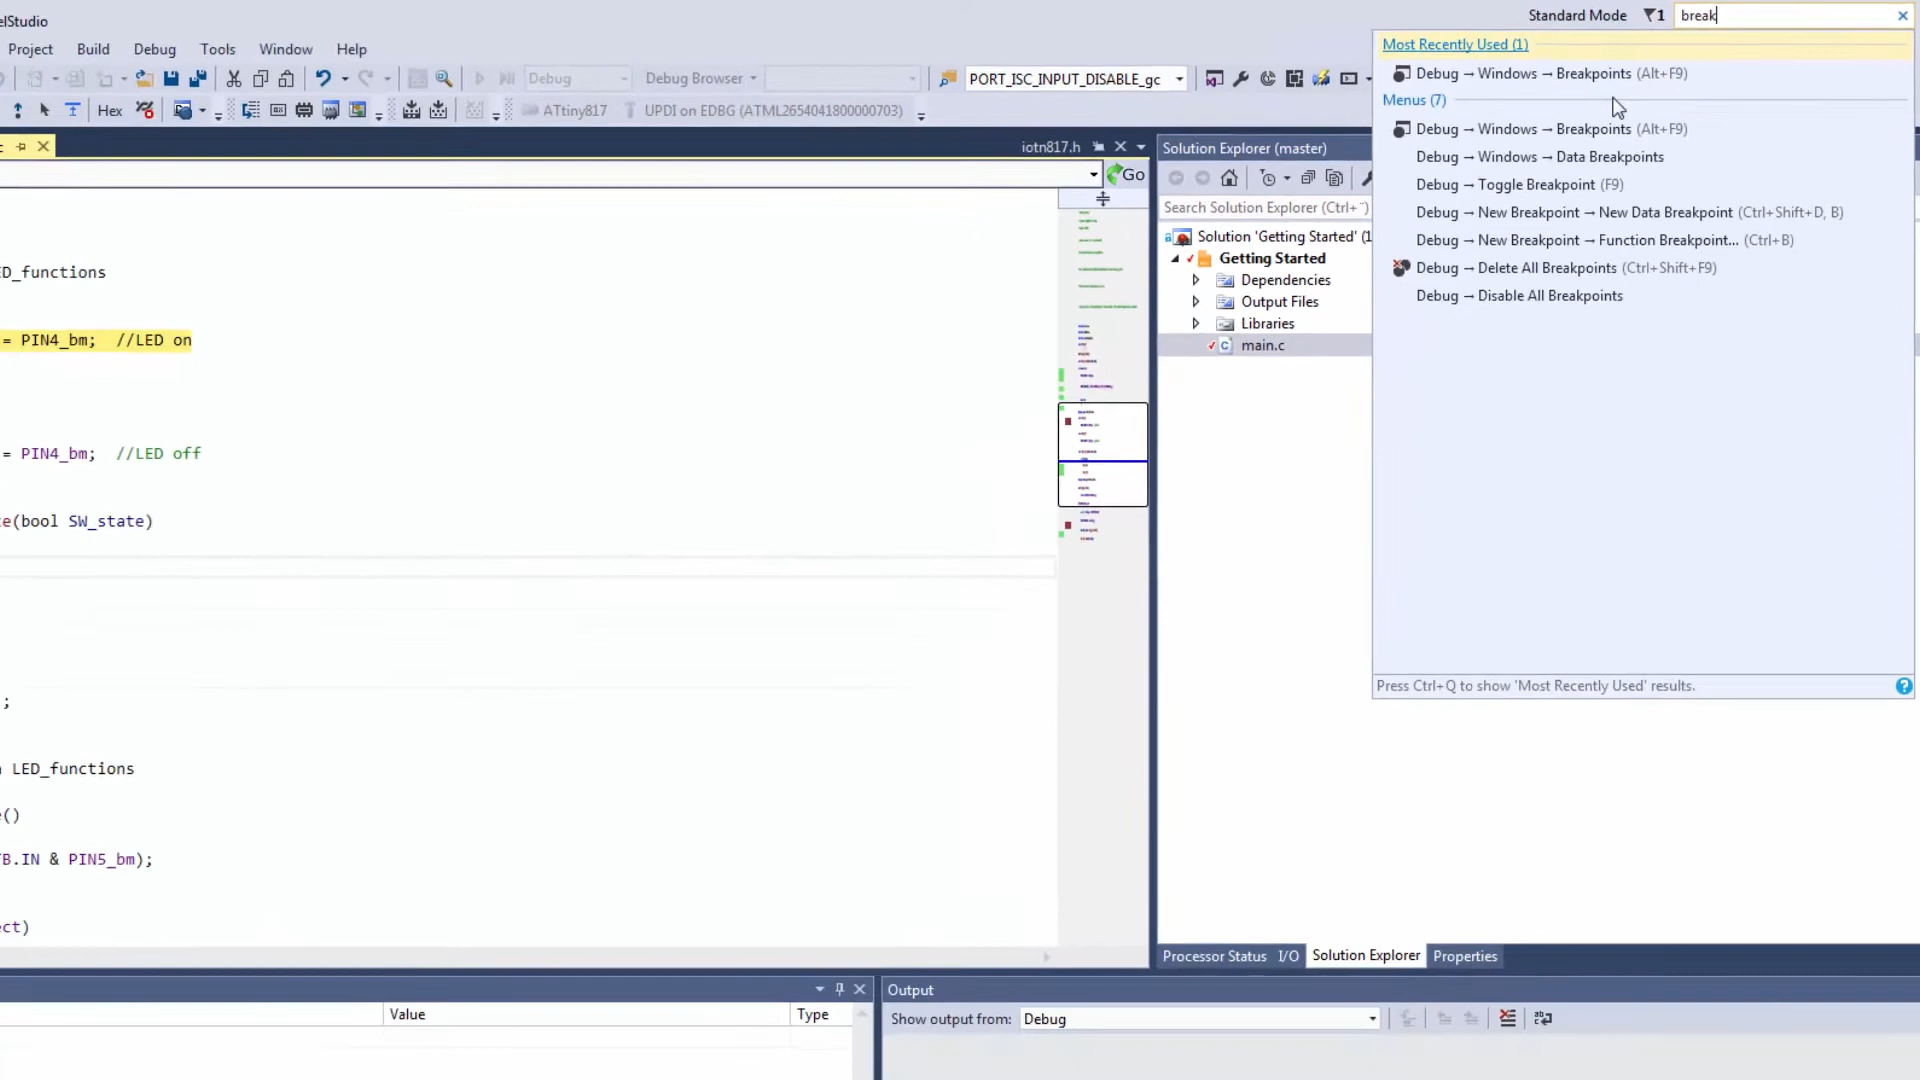 elStudio
Standard Mode 1 break
Project Build Debug Tools Window Help
Most Recently Used (1)
Debug → Windows → Breakpoints (Alt+F9)
Menus (7)
Debug → Windows → Breakpoints (Alt+F9)
Debug → Windows → Data Breakpoints
Debug → Toggle Breakpoint (F9)
Debug → New Breakpoint → New Data Breakpoint (Ctrl+Shift+D, B)
Debug → New Breakpoint → Function Breakpoint... (Ctrl+B)
Debug → Delete All Breakpoints (Ctrl+Shift+F9)
Debug → Disable All Breakpoints
Press Ctrl+Q to show 'Most Recently Used' results.
Debug Debug Browser PORT_ISC_INPUT_DISABLE_gc
Hex ATtiny817 UPDI on EDBG (ATML2654041800000703)
iotn817.h
Go
ED_functions
= PIN4_bm; //LED on
= PIN4_bm; //LED off
te(bool SW_state)
;
LED_functions
e()
TB.IN & PIN5_bm);
ect)
Solution Explorer (master)
Search Solution Explorer (Ctrl+¨)
Solution 'Getting Started' (1
Getting Started
Dependencies
Output Files
Libraries
main.c
Processor Status I/O Solution Explorer Properties
Value Type
Output
Show output from: Debug